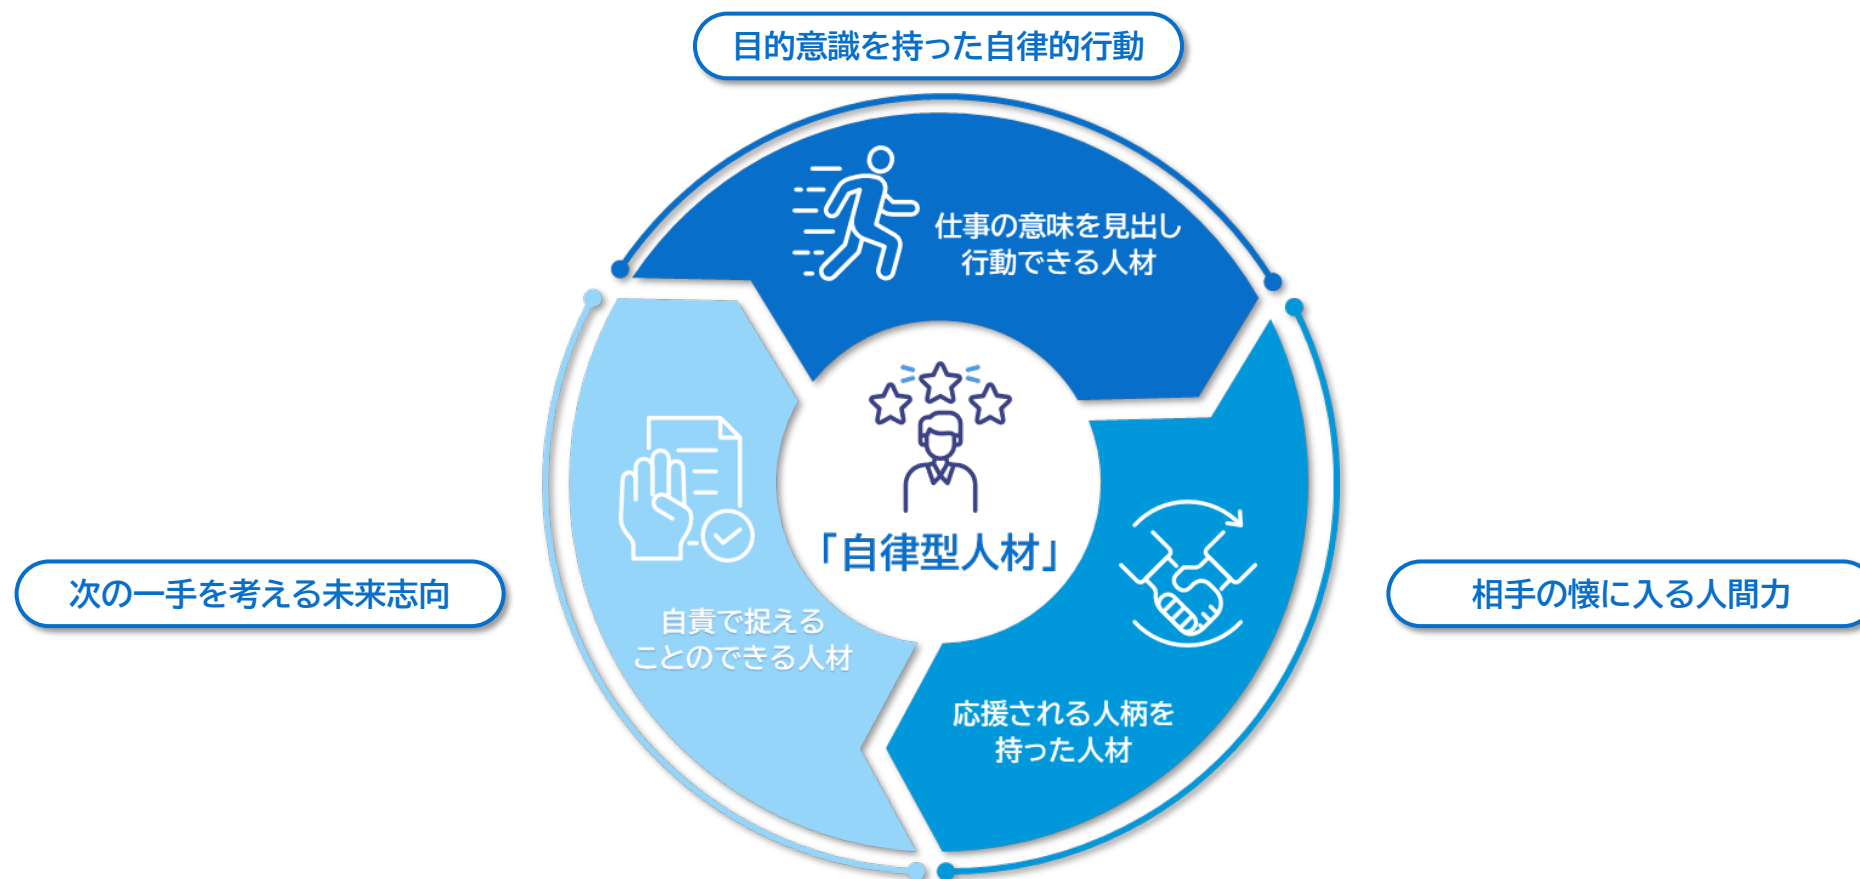 目的意識を持った自律的行動
仕事の意味を見出し
行動できる人材
「自律型人材」
次の一手を考える未来志向
自責で捉える
ことのできる人材
相手の懐に入る人間力
応援される人柄を
持った人材